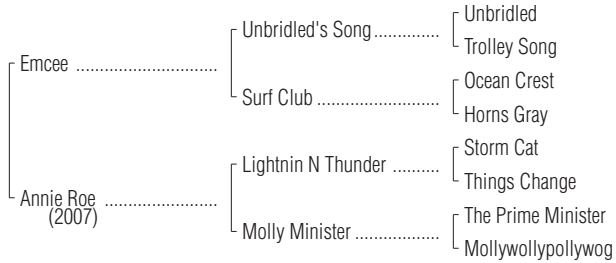 Unbridled
Unbridled's Song..............
Trolley Song
Emcee ..............................
Ocean Crest
Surf Club ..........................
Horns Gray
Storm Cat
Lightnin N Thunder ..........
Things Change
Annie Roe ........................
(2007)
The Prime Minister
Molly Minister ..................
Mollywollypollywog